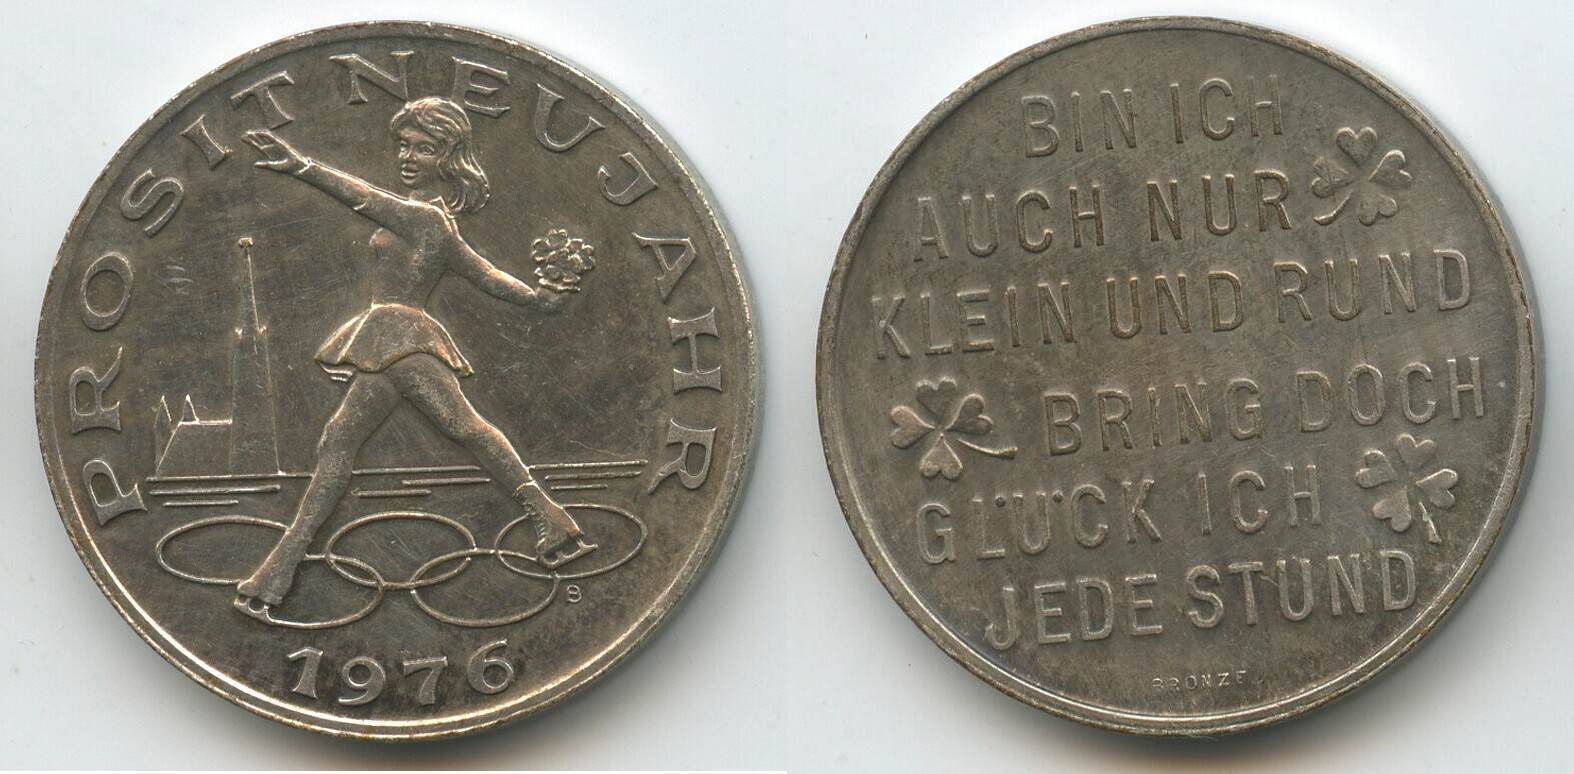 PROSIT NEUJAHR
B
1976
BIN ICH
AUCH NUR
KLEIN UND RUND
BRING DOCH
GLÜCK ICH
JEDE STUND
BRONZE